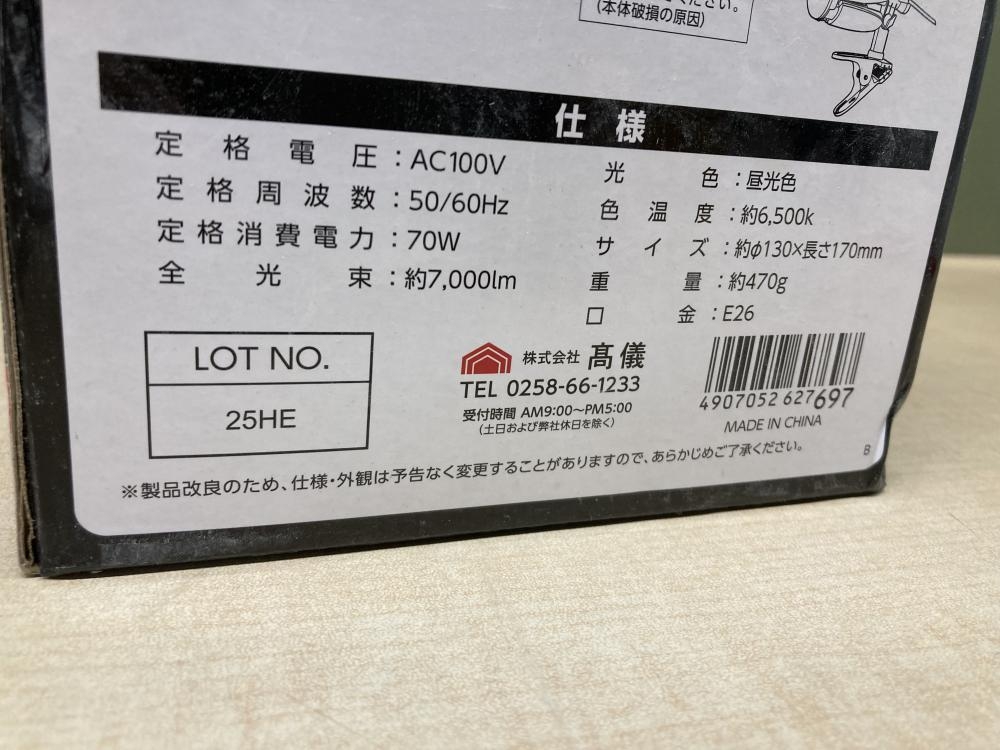 ください。
(本体破損の原因)
仕様
定格電圧：AC100V
定格周波数：50/60Hz
定格消費電力：70W
全光束：約7,000lm
光色：昼光色
色温度：約6,500k
サイズ：約φ130×長さ170mm
重量：約470g
口金：E26
LOT NO.
25HE
株式会社 髙儀
TEL 0258-66-1233
受付時間 AM9:00〜PM5:00
(土日および弊社休日を除く)
4907052627697
MADE IN CHINA
※製品改良のため、仕様・外観は予告なく変更することがありますので、あらかじめご了承ください。
B